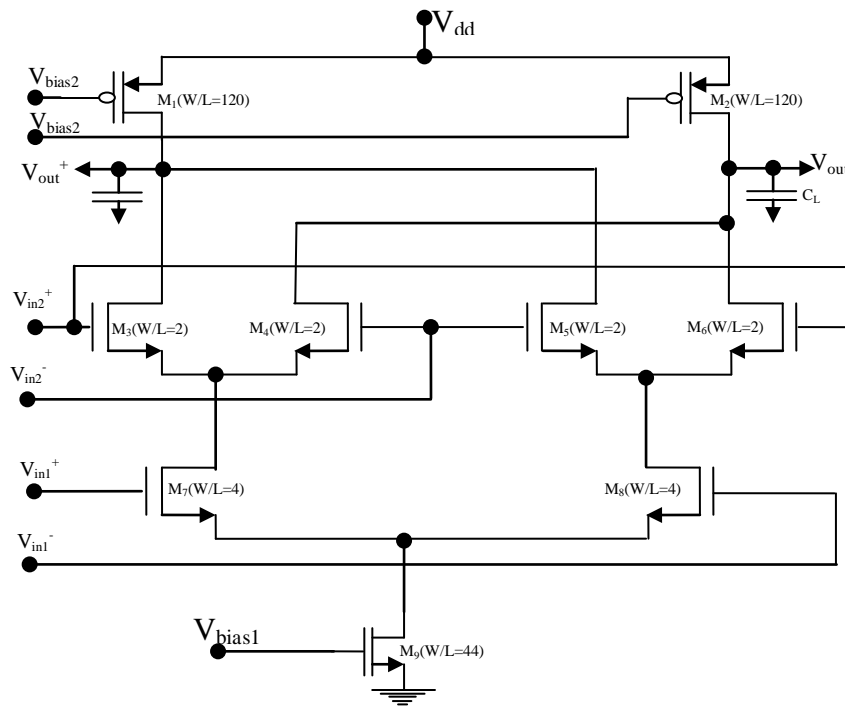 Vdd
Vbias2
M1(W/L=120)
M2(W/L=120)
Vbias2
Vout+
Vout
CL
Vin2+
M3(W/L=2)
M4(W/L=2)
M5(W/L=2)
M6(W/L=2)
Vin2-
Vin1+
M7(W/L=4)
M8(W/L=4)
Vin1-
Vbias1
M9(W/L=44)